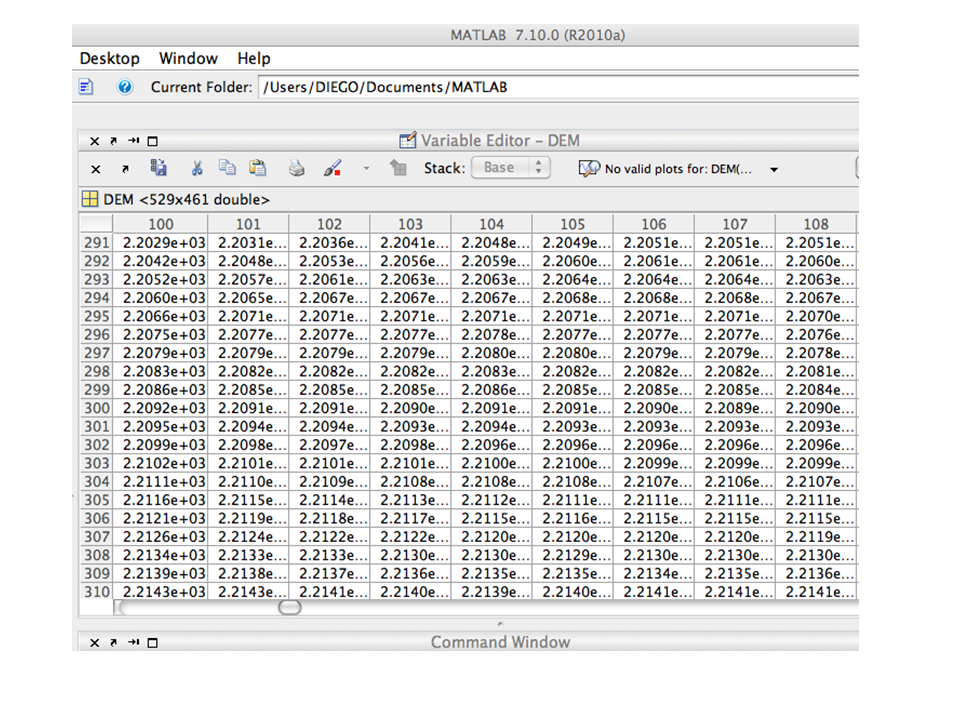 MATLAB 7.10.0 (R2010a)
Desktop Window Help
Current Folder: /Users/DIEGO/Documents/MATLAB
Variable Editor – DEM
Stack: Base No valid plots for: DEM(...
DEM <529x461 double>
100 101 102 103 104 105 106 107 108
291 2.2029e+03 2.2031e... 2.2036e... 2.2041e... 2.2048e... 2.2049e... 2.2051e... 2.2051e... 2.2051e...
292 2.2042e+03 2.2048e... 2.2053e... 2.2056e... 2.2059e... 2.2060e... 2.2061e... 2.2061e... 2.2060e...
293 2.2052e+03 2.2057e... 2.2061e... 2.2063e... 2.2063e... 2.2064e... 2.2064e... 2.2064e... 2.2063e...
294 2.2060e+03 2.2065e... 2.2067e... 2.2067e... 2.2067e... 2.2068e... 2.2068e... 2.2068e... 2.2067e...
295 2.2066e+03 2.2071e... 2.2071e... 2.2071e... 2.2071e... 2.2071e... 2.2071e... 2.2071e... 2.2070e...
296 2.2075e+03 2.2077e... 2.2077e... 2.2077e... 2.2078e... 2.2077e... 2.2077e... 2.2077e... 2.2076e...
297 2.2079e+03 2.2079e... 2.2079e... 2.2079e... 2.2080e... 2.2080e... 2.2079e... 2.2079e... 2.2078e...
298 2.2083e+03 2.2082e... 2.2082e... 2.2082e... 2.2083e... 2.2082e... 2.2082e... 2.2082e... 2.2081e...
299 2.2086e+03 2.2085e... 2.2085e... 2.2085e... 2.2086e... 2.2085e... 2.2085e... 2.2085e... 2.2084e...
300 2.2092e+03 2.2091e... 2.2091e... 2.2090e... 2.2091e... 2.2091e... 2.2090e... 2.2089e... 2.2090e...
301 2.2095e+03 2.2094e... 2.2094e... 2.2093e... 2.2094e... 2.2093e... 2.2093e... 2.2093e... 2.2093e...
302 2.2099e+03 2.2098e... 2.2097e... 2.2098e... 2.2096e... 2.2096e... 2.2096e... 2.2096e... 2.2096e...
303 2.2102e+03 2.2101e... 2.2101e... 2.2101e... 2.2100e... 2.2100e... 2.2099e... 2.2099e... 2.2099e...
304 2.2111e+03 2.2110e... 2.2109e... 2.2108e... 2.2108e... 2.2108e... 2.2107e... 2.2106e... 2.2107e...
305 2.2116e+03 2.2115e... 2.2114e... 2.2113e... 2.2112e... 2.2111e... 2.2111e... 2.2111e... 2.2111e...
306 2.2121e+03 2.2119e... 2.2118e... 2.2117e... 2.2115e... 2.2116e... 2.2115e... 2.2115e... 2.2115e...
307 2.2126e+03 2.2124e... 2.2122e... 2.2122e... 2.2120e... 2.2120e... 2.2120e... 2.2120e... 2.2119e...
308 2.2134e+03 2.2133e... 2.2133e... 2.2130e... 2.2130e... 2.2129e... 2.2130e... 2.2130e... 2.2130e...
309 2.2139e+03 2.2138e... 2.2137e... 2.2136e... 2.2135e... 2.2135e... 2.2134e... 2.2135e... 2.2136e...
310 2.2143e+03 2.2143e... 2.2141e... 2.2140e... 2.2139e... 2.2140e... 2.2141e... 2.2141e... 2.2141e...
Command Window